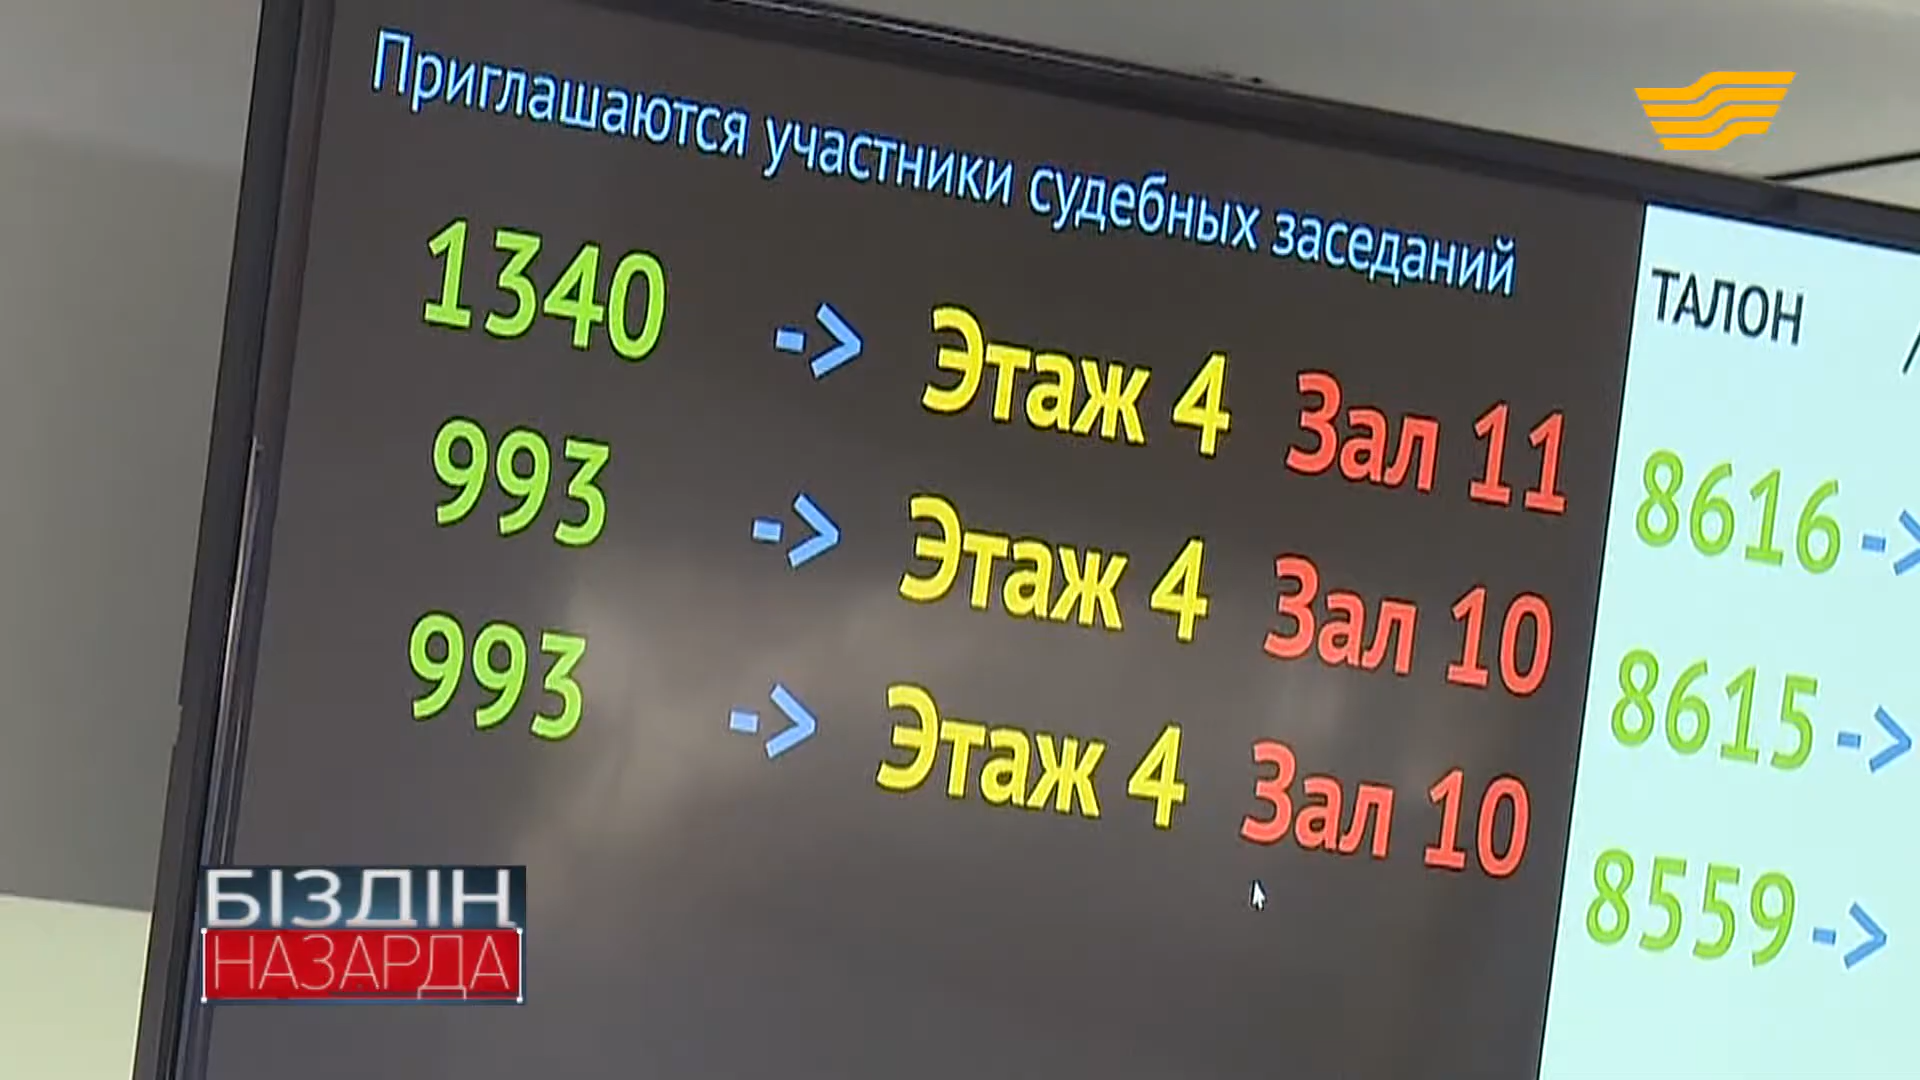 Приглашаются участники судебных заседаний
1340 -> Этаж 4 Зал 11
993 -> Этаж 4 Зал 10
993 -> Этаж 4 Зал 10
ТАЛОН
8616 ->
8615 ->
8559 ->
БІЗДІҢ
НАЗАРДА